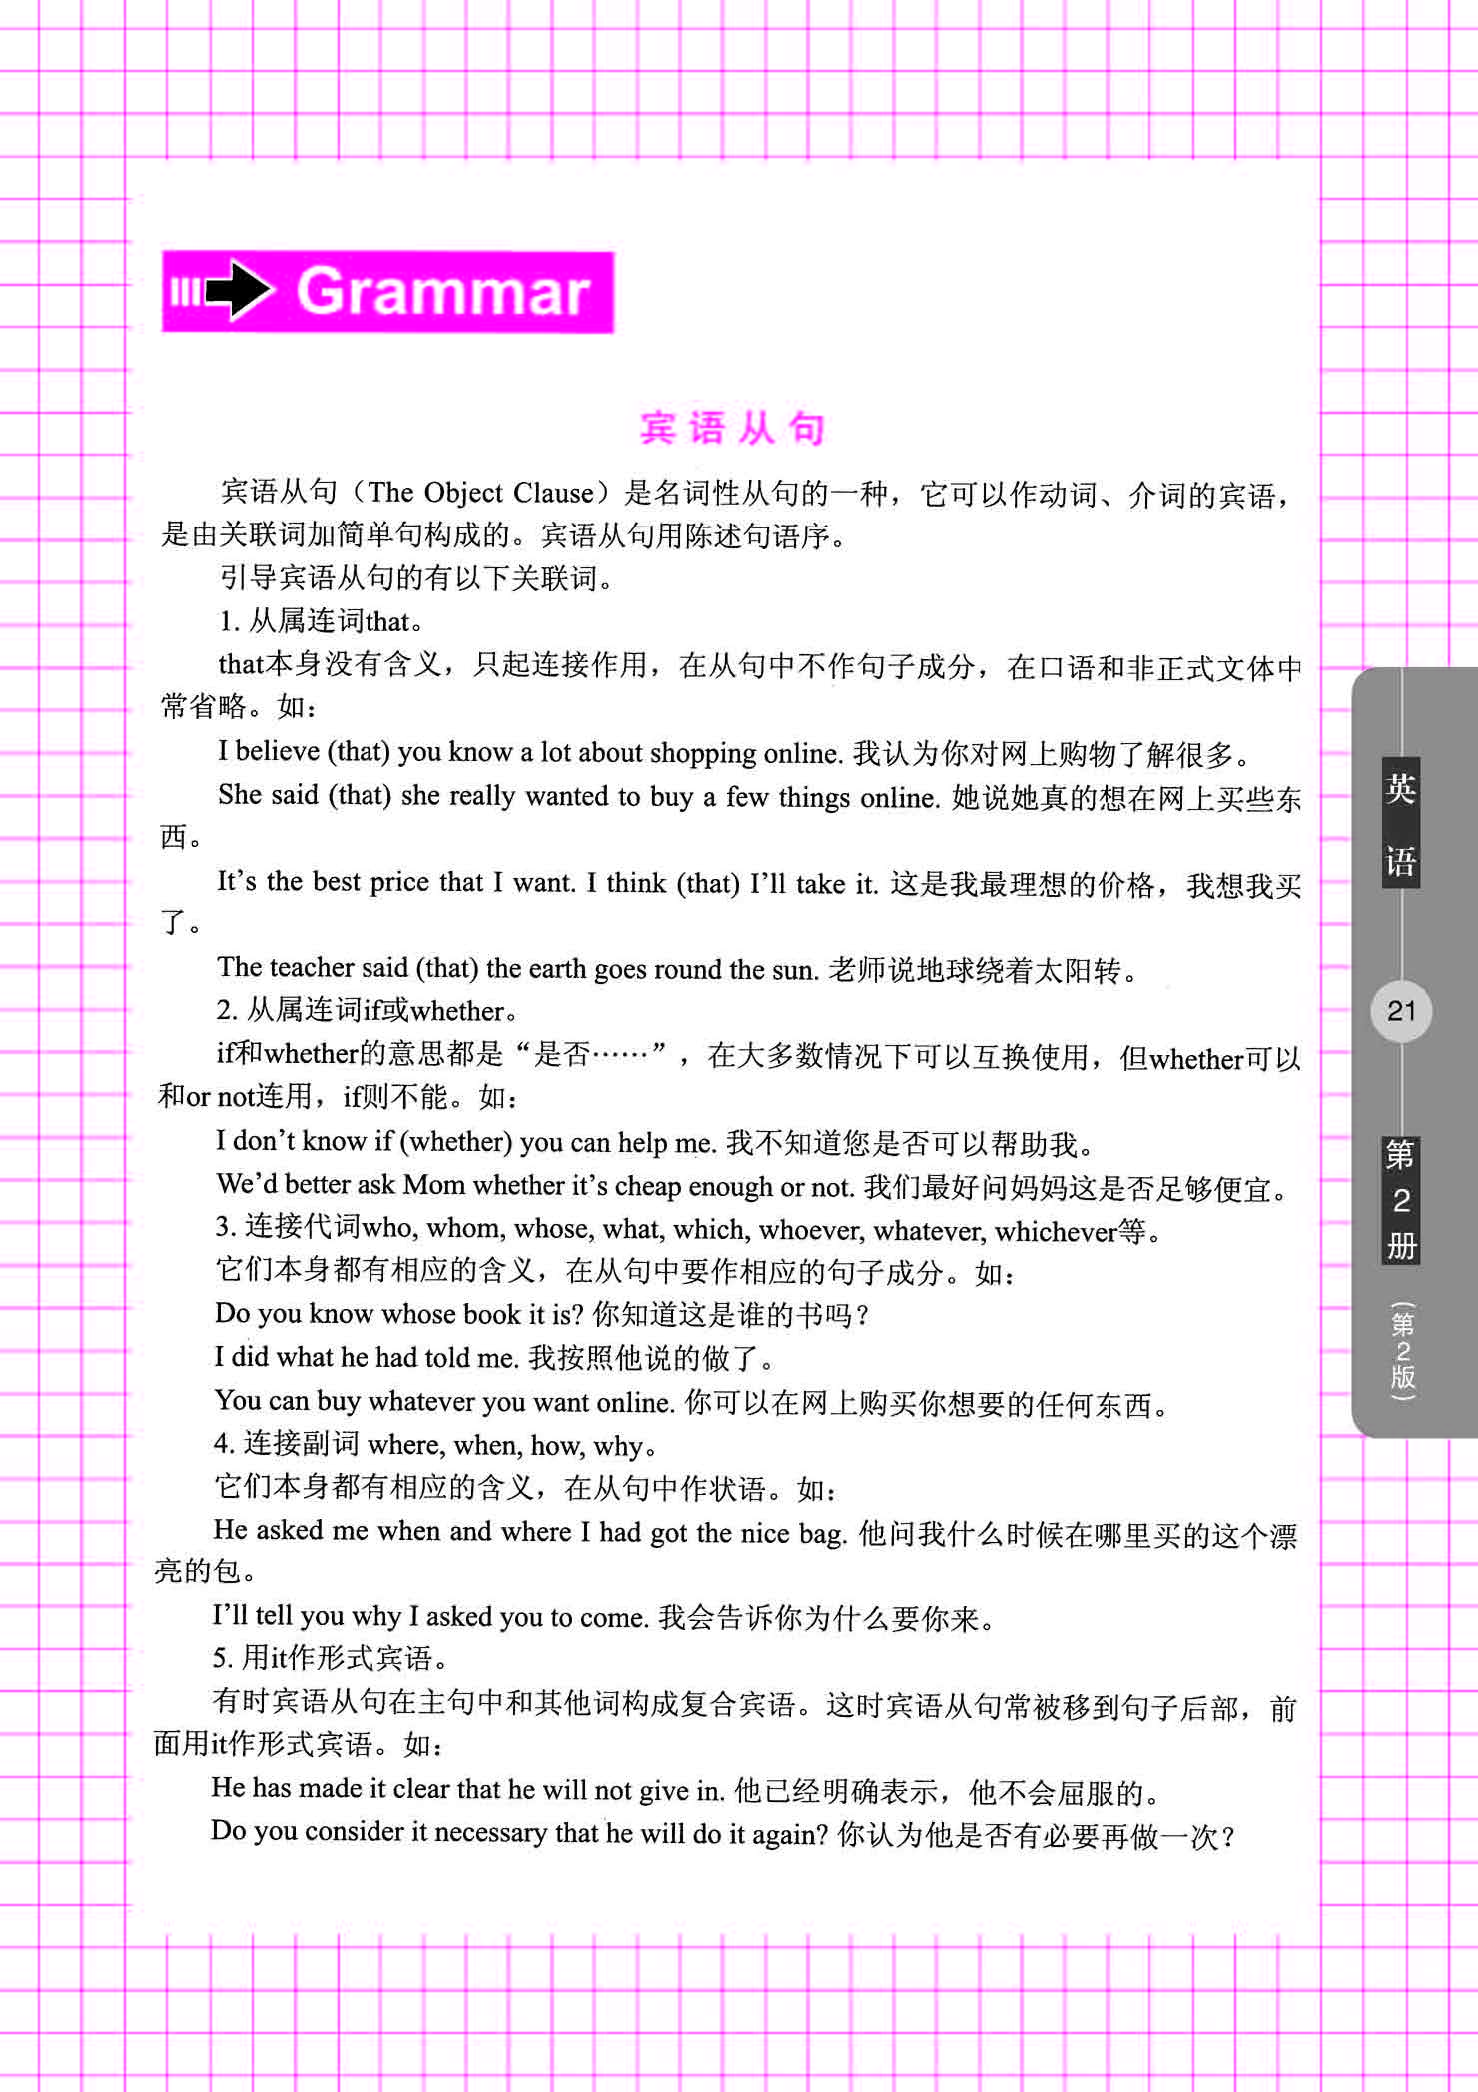 Grammar
宾语从句
宾语从句（The Object Clause）是名词性从句的一种，它可以作动词、介词的宾语，
是由关联词加简单句构成的。宾语从句用陈述句语序。
引导宾语从句的有以下关联词。
1. 从属连词that。
that本身没有含义，只起连接作用，在从句中不作句子成分，在口语和非正式文体中
常省略。如：
I believe (that) you know a lot about shopping online. 我认为你对网上购物了解很多。
She said (that) she really wanted to buy a few things online. 她说她真的想在网上买些东
西。
It’s the best price that I want. I think (that) I’ll take it. 这是我最理想的价格，我想我买
了。
The teacher said (that) the earth goes round the sun. 老师说地球绕着太阳转。
2. 从属连词if或whether。
if和whether的意思都是“是否……”，在大多数情况下可以互换使用，但whether可以
和or not连用，if则不能。如：
I don’t know if (whether) you can help me. 我不知道您是否可以帮助我。
We’d better ask Mom whether it’s cheap enough or not. 我们最好问妈妈这是否足够便宜。
3. 连接代词who, whom, whose, what, which, whoever, whatever, whichever等。
它们本身都有相应的含义，在从句中要作相应的句子成分。如：
Do you know whose book it is? 你知道这是谁的书吗？
I did what he had told me. 我按照他说的做了。
You can buy whatever you want online. 你可以在网上购买你想要的任何东西。
4. 连接副词 where, when, how, why。
它们本身都有相应的含义，在从句中作状语。如：
He asked me when and where I had got the nice bag. 他问我什么时候在哪里买的这个漂
亮的包。
I’ll tell you why I asked you to come. 我会告诉你为什么要你来。
5. 用it作形式宾语。
有时宾语从句在主句中和其他词构成复合宾语。这时宾语从句常被移到句子后部，前
面用it作形式宾语。如：
He has made it clear that he will not give in. 他已经明确表示，他不会屈服的。
Do you consider it necessary that he will do it again? 你认为他是否有必要再做一次？
英语
21
第2册
（第2版）